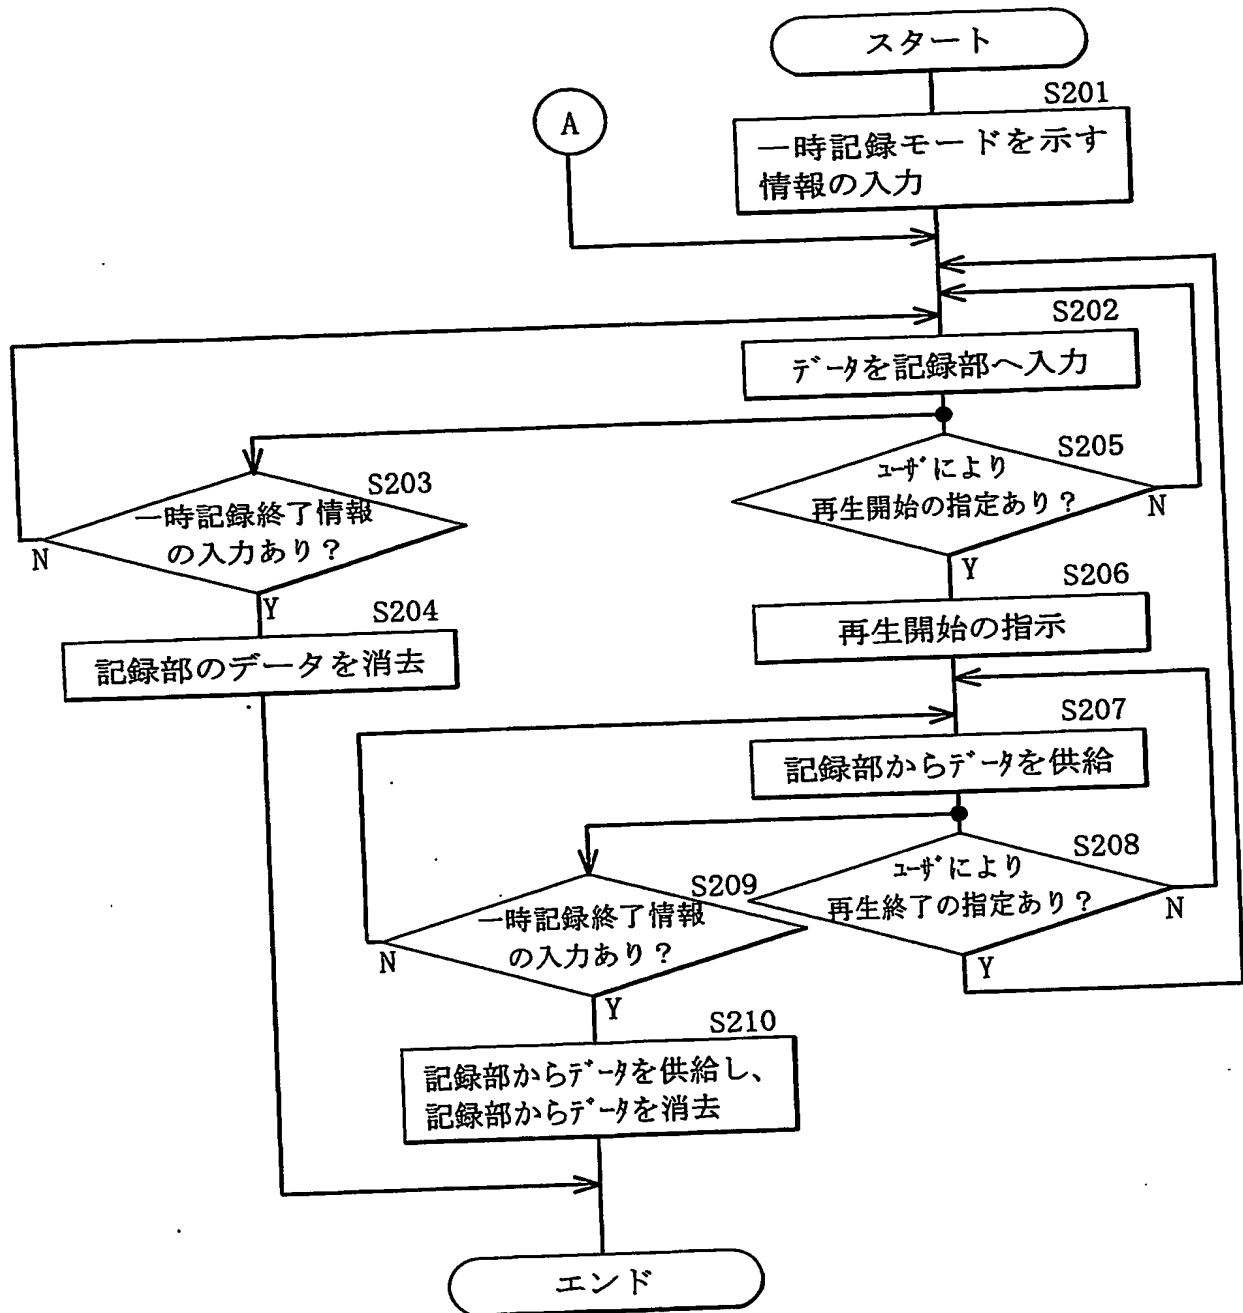 スタート
S201
A
一時記録モードを示す
情報の入力
S202
データを記録部へ入力
S205
ユーザにより
再生開始の指定あり？
N
Y
S203
一時記録終了情報
の入力あり？
N
Y
S204
記録部のデータを消去
S206
再生開始の指示
S207
記録部からデータを供給
S208
ユーザにより
再生終了の指定あり？
N
Y
S209
一時記録終了情報
の入力あり？
N
Y
S210
記録部からデータを供給し、
記録部からデータを消去
エンド